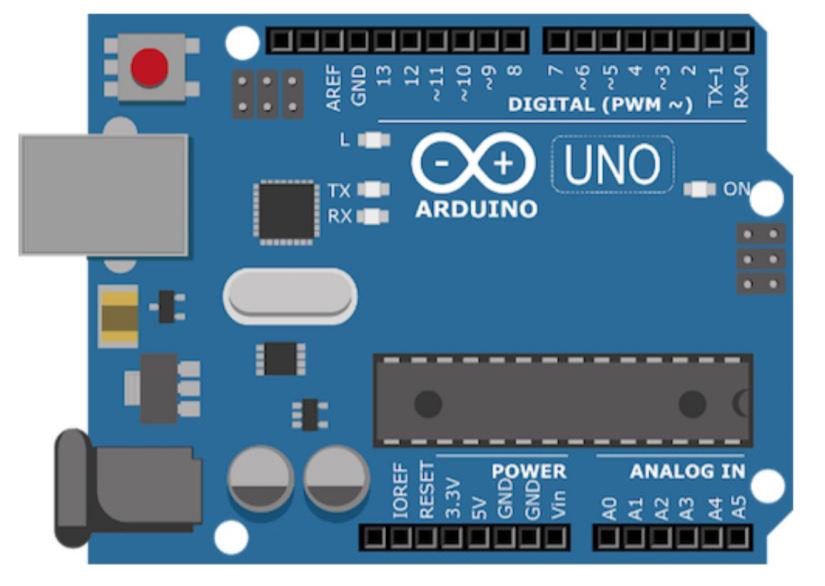 AREF GND 13 12 ~11 ~10 ~9 8 7 ~6 ~5 4 ~3 2 TX-1 RX-0
DIGITAL (PWM ~)
L
TX
RX
- +
ARDUINO
UNO
ON
POWER
ANALOG IN
IOREF RESET 3.3V 5V GND GND Vin A0 A1 A2 A3 A4 A5